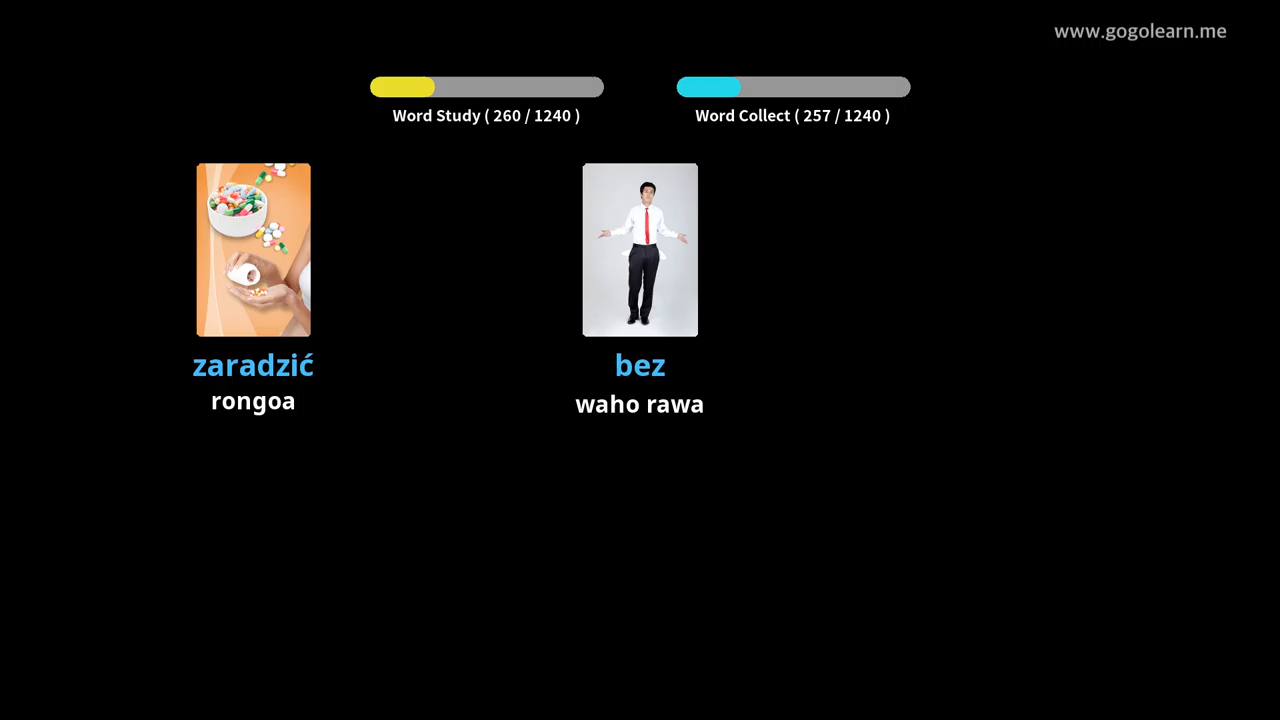 www.gogolearn.me
Word Study ( 260 / 1240 )
Word Collect ( 257 / 1240 )
zaradzić
rongoa
bez
waho rawa